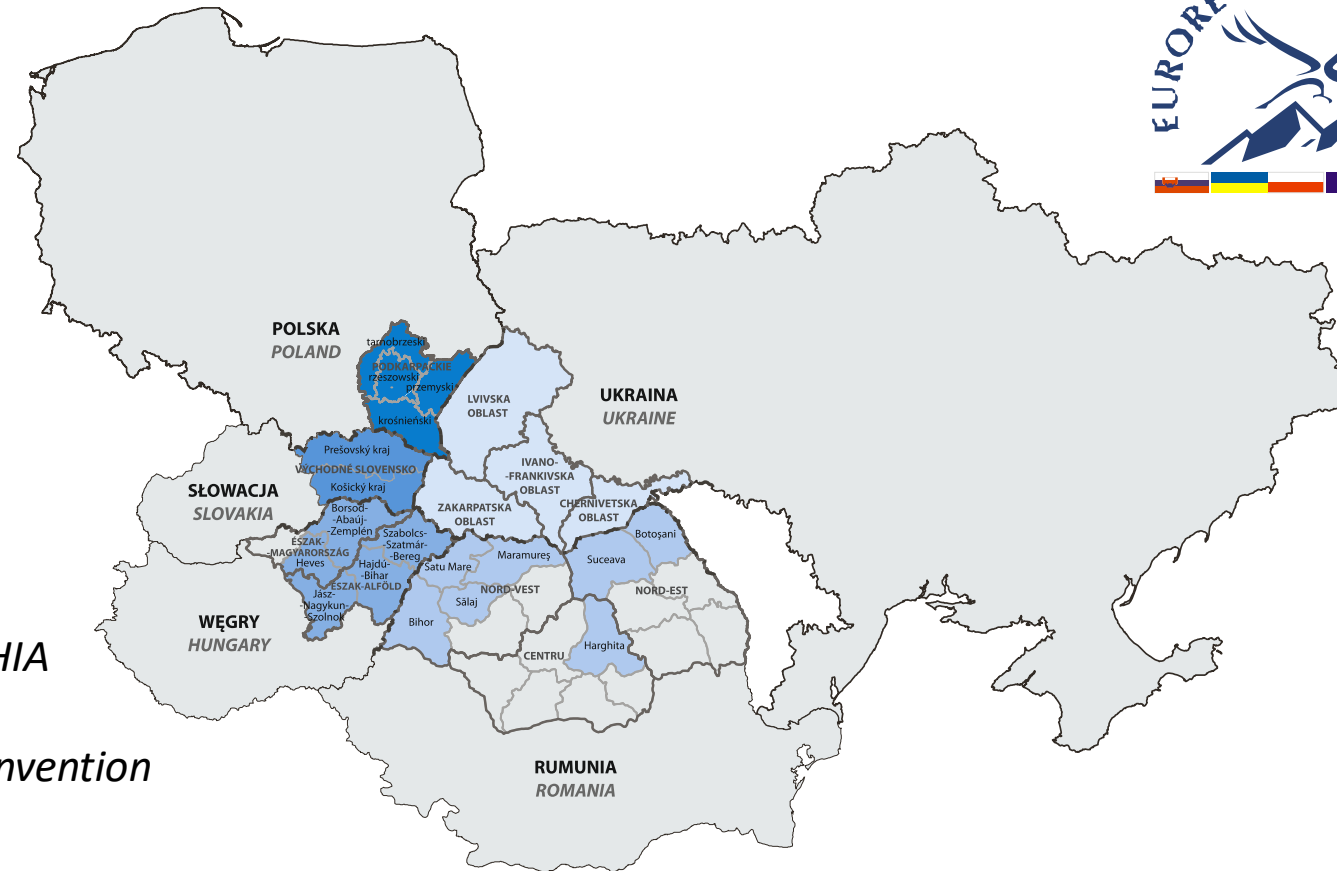 EURORE
POLSKA
POLAND
tarnobrzeski
PODKARPACKIE
rzeszowski
przemyski
krośnieński
UKRAINA
UKRAINE
LVIVSKA
OBLAST
IVANO-
-FRANKIVSKA
OBLAST
CHERNIVETSKA
OBLAST
ZAKARPATSKA
OBLAST
Prešovský kraj
VÝCHODNÉ SLOVENSKO
Košický kraj
SŁOWACJA
SLOVAKIA
Borsod-
-Abaúj-
-Zemplén
Szabolcs-
-Szatmár-
-Bereg
ÉSZAK-
-MAGYARORSZÁG
Heves
Hajdú-
-Bihar
ÉSZAK-ALFÖLD
Jász-
-Nagykun-
-Szolnok
WĘGRY
HUNGARY
Satu Mare
Maramureş
Suceava
Botoşani
NORD-VEST
Sălaj
NORD-EST
Bihor
CENTRU
Harghita
RUMUNIA
ROMANIA
HIA
nvention